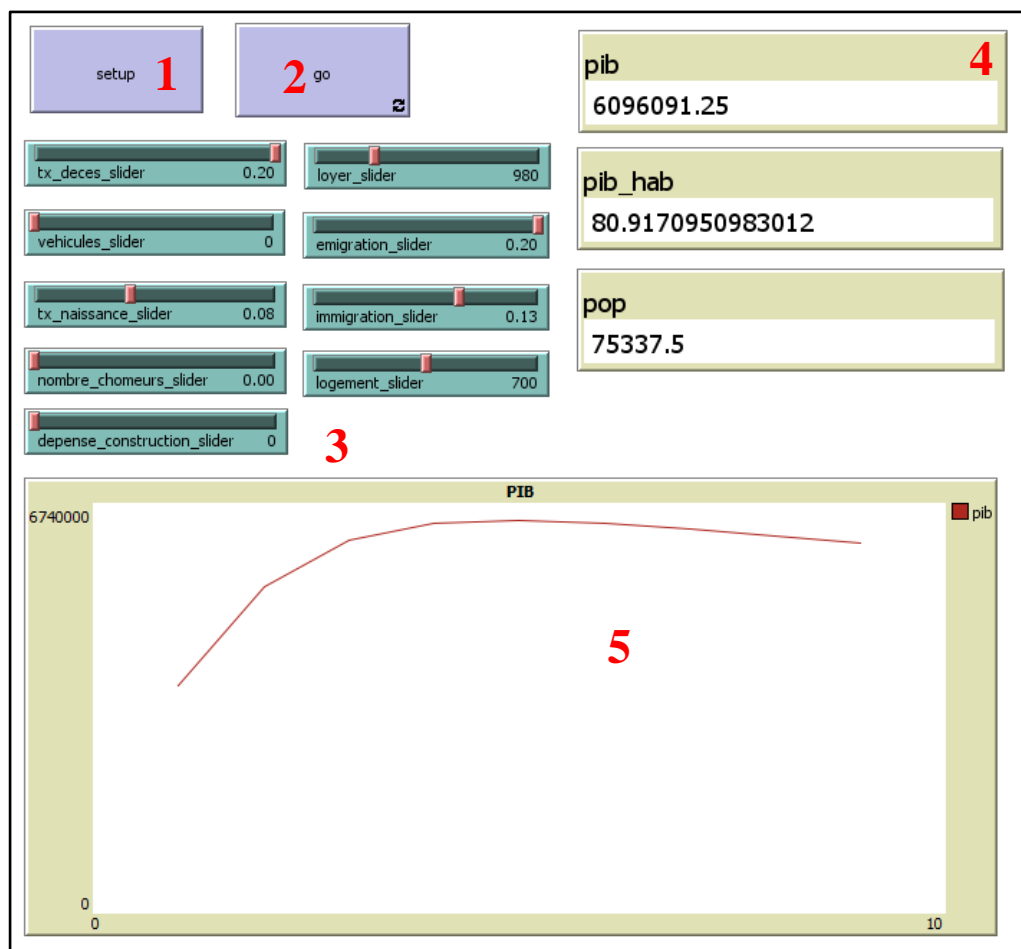 setup 1
2 go
4
pib
6096091.25
pib_hab
80.9170950983012
pop
75337.5
tx_deces_slider 0.20
loyer_slider 980
vehicules_slider 0
emigration_slider 0.20
tx_naissance_slider 0.08
immigration_slider 0.13
nombre_chomeurs_slider 0.00
logement_slider 700
depense_construction_slider 0
3
PIB
6740000
pib
5
0
0 10